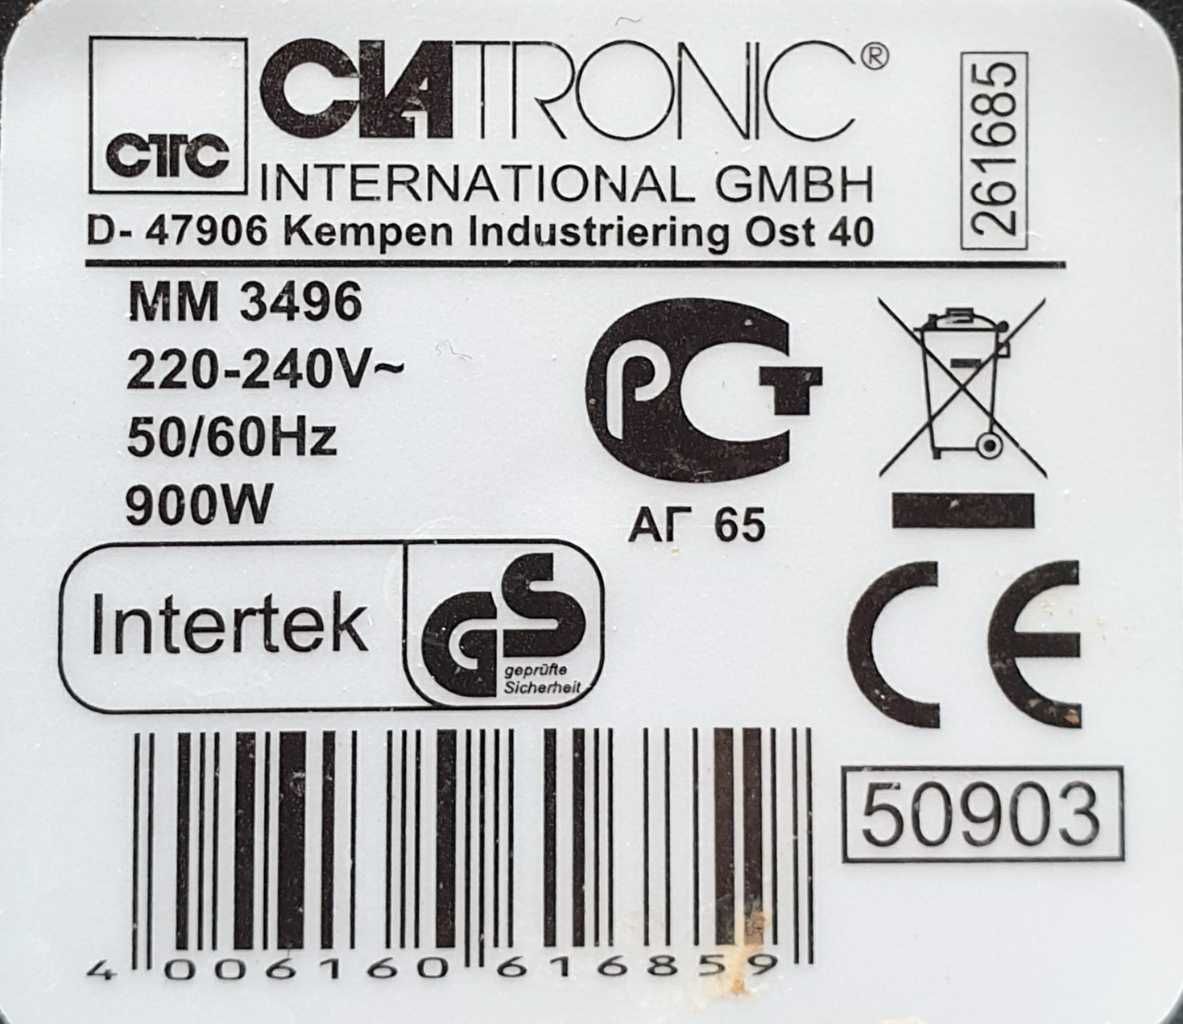 CTC
CLATRONIC®
INTERNATIONAL GMBH
D- 47906 Kempen Industriering Ost 40
261685
MM 3496
220-240V~
50/60Hz
900W
РСТ
АГ 65
Intertek
GS
geprüfte
Sicherheit
CE
50903
4 006160 616859